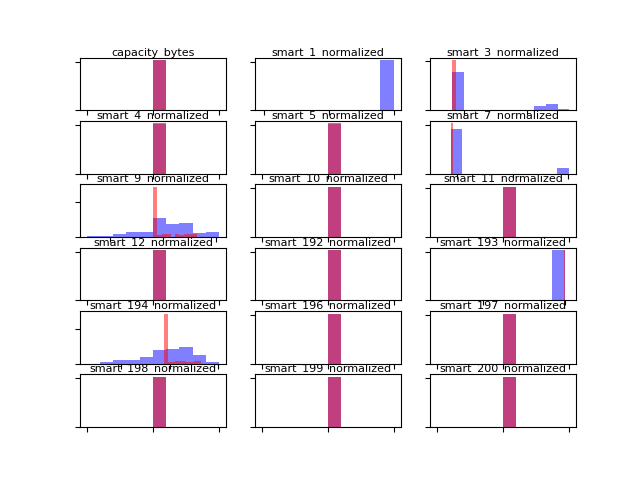 capacity_bytes
smart_1_normalized
smart_3_normalized
smart_4_normalized
smart_5_normalized
smart_7_normalized
smart_9_normalized
smart_10_normalized
smart_11_normalized
smart_12_normalized
smart_192_normalized
smart_193_normalized
smart_194_normalized
smart_196_normalized
smart_197_normalized
smart_198_normalized
smart_199_normalized
smart_200_normalized